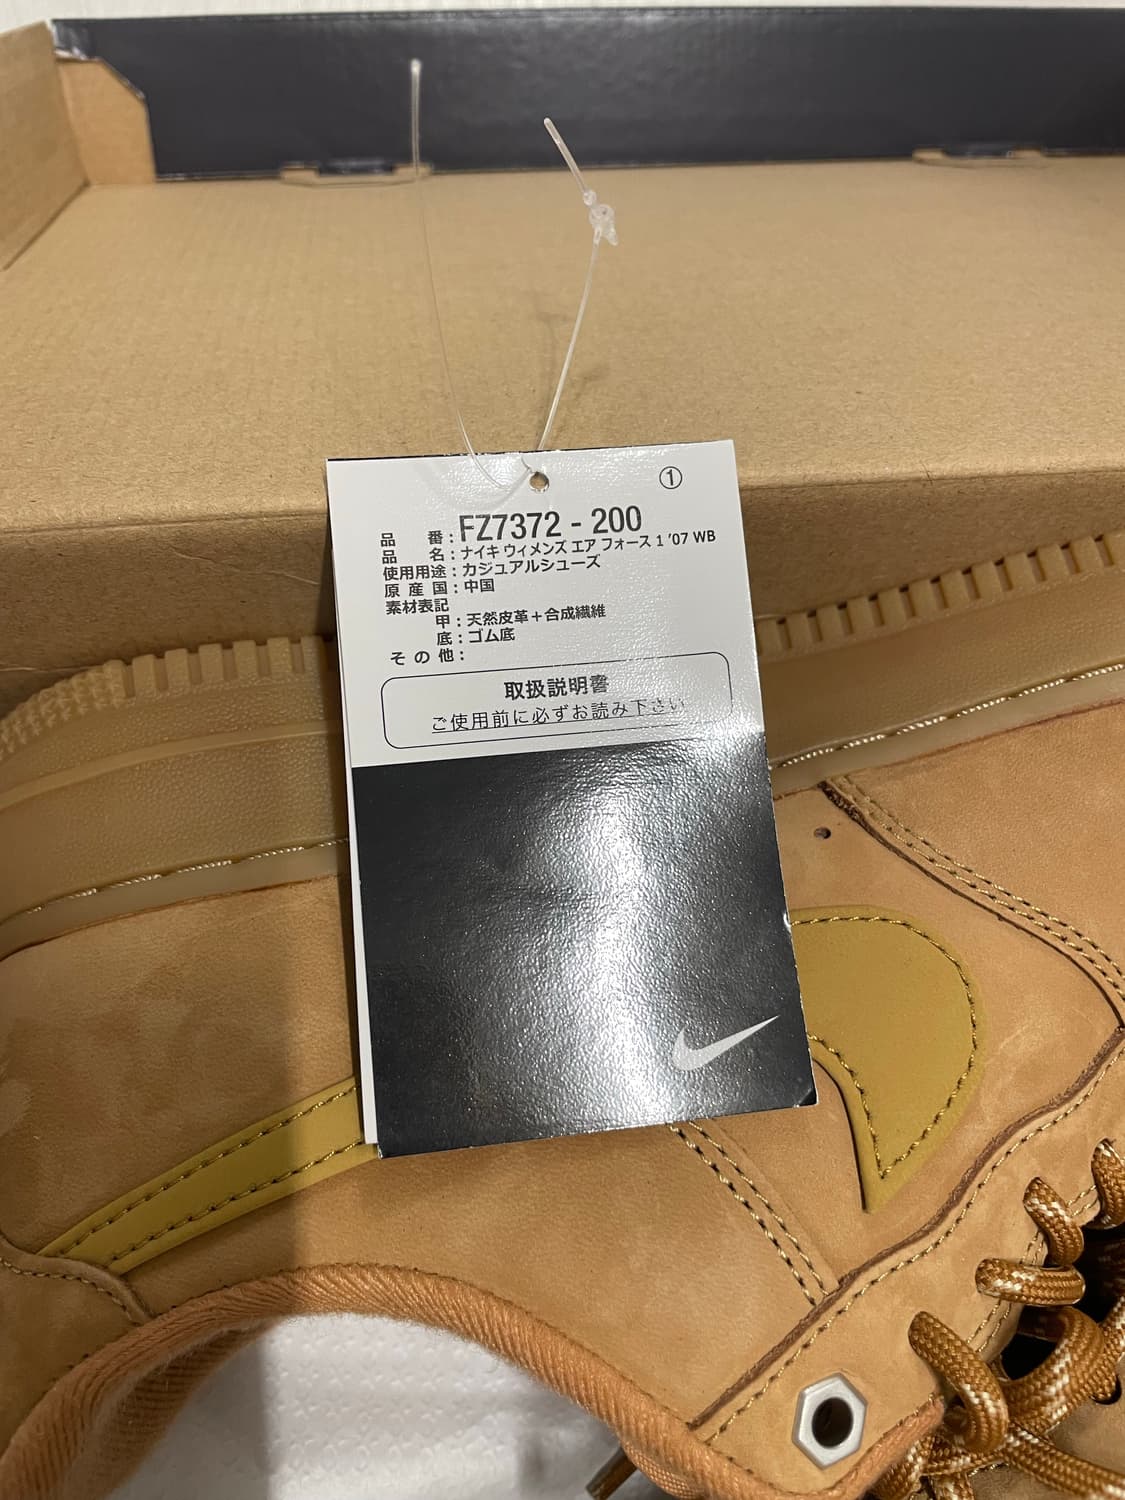 ①
品番：FZ7372 - 200
品名：ナイキ ウィメンズ エア フォース 1 '07 WB
使用用途：カジュアルシューズ
原産国：中国
素材表記
甲：天然皮革＋合成繊維
底：ゴム底
その他：
取扱説明書
ご使用前に必ずお読み下さい